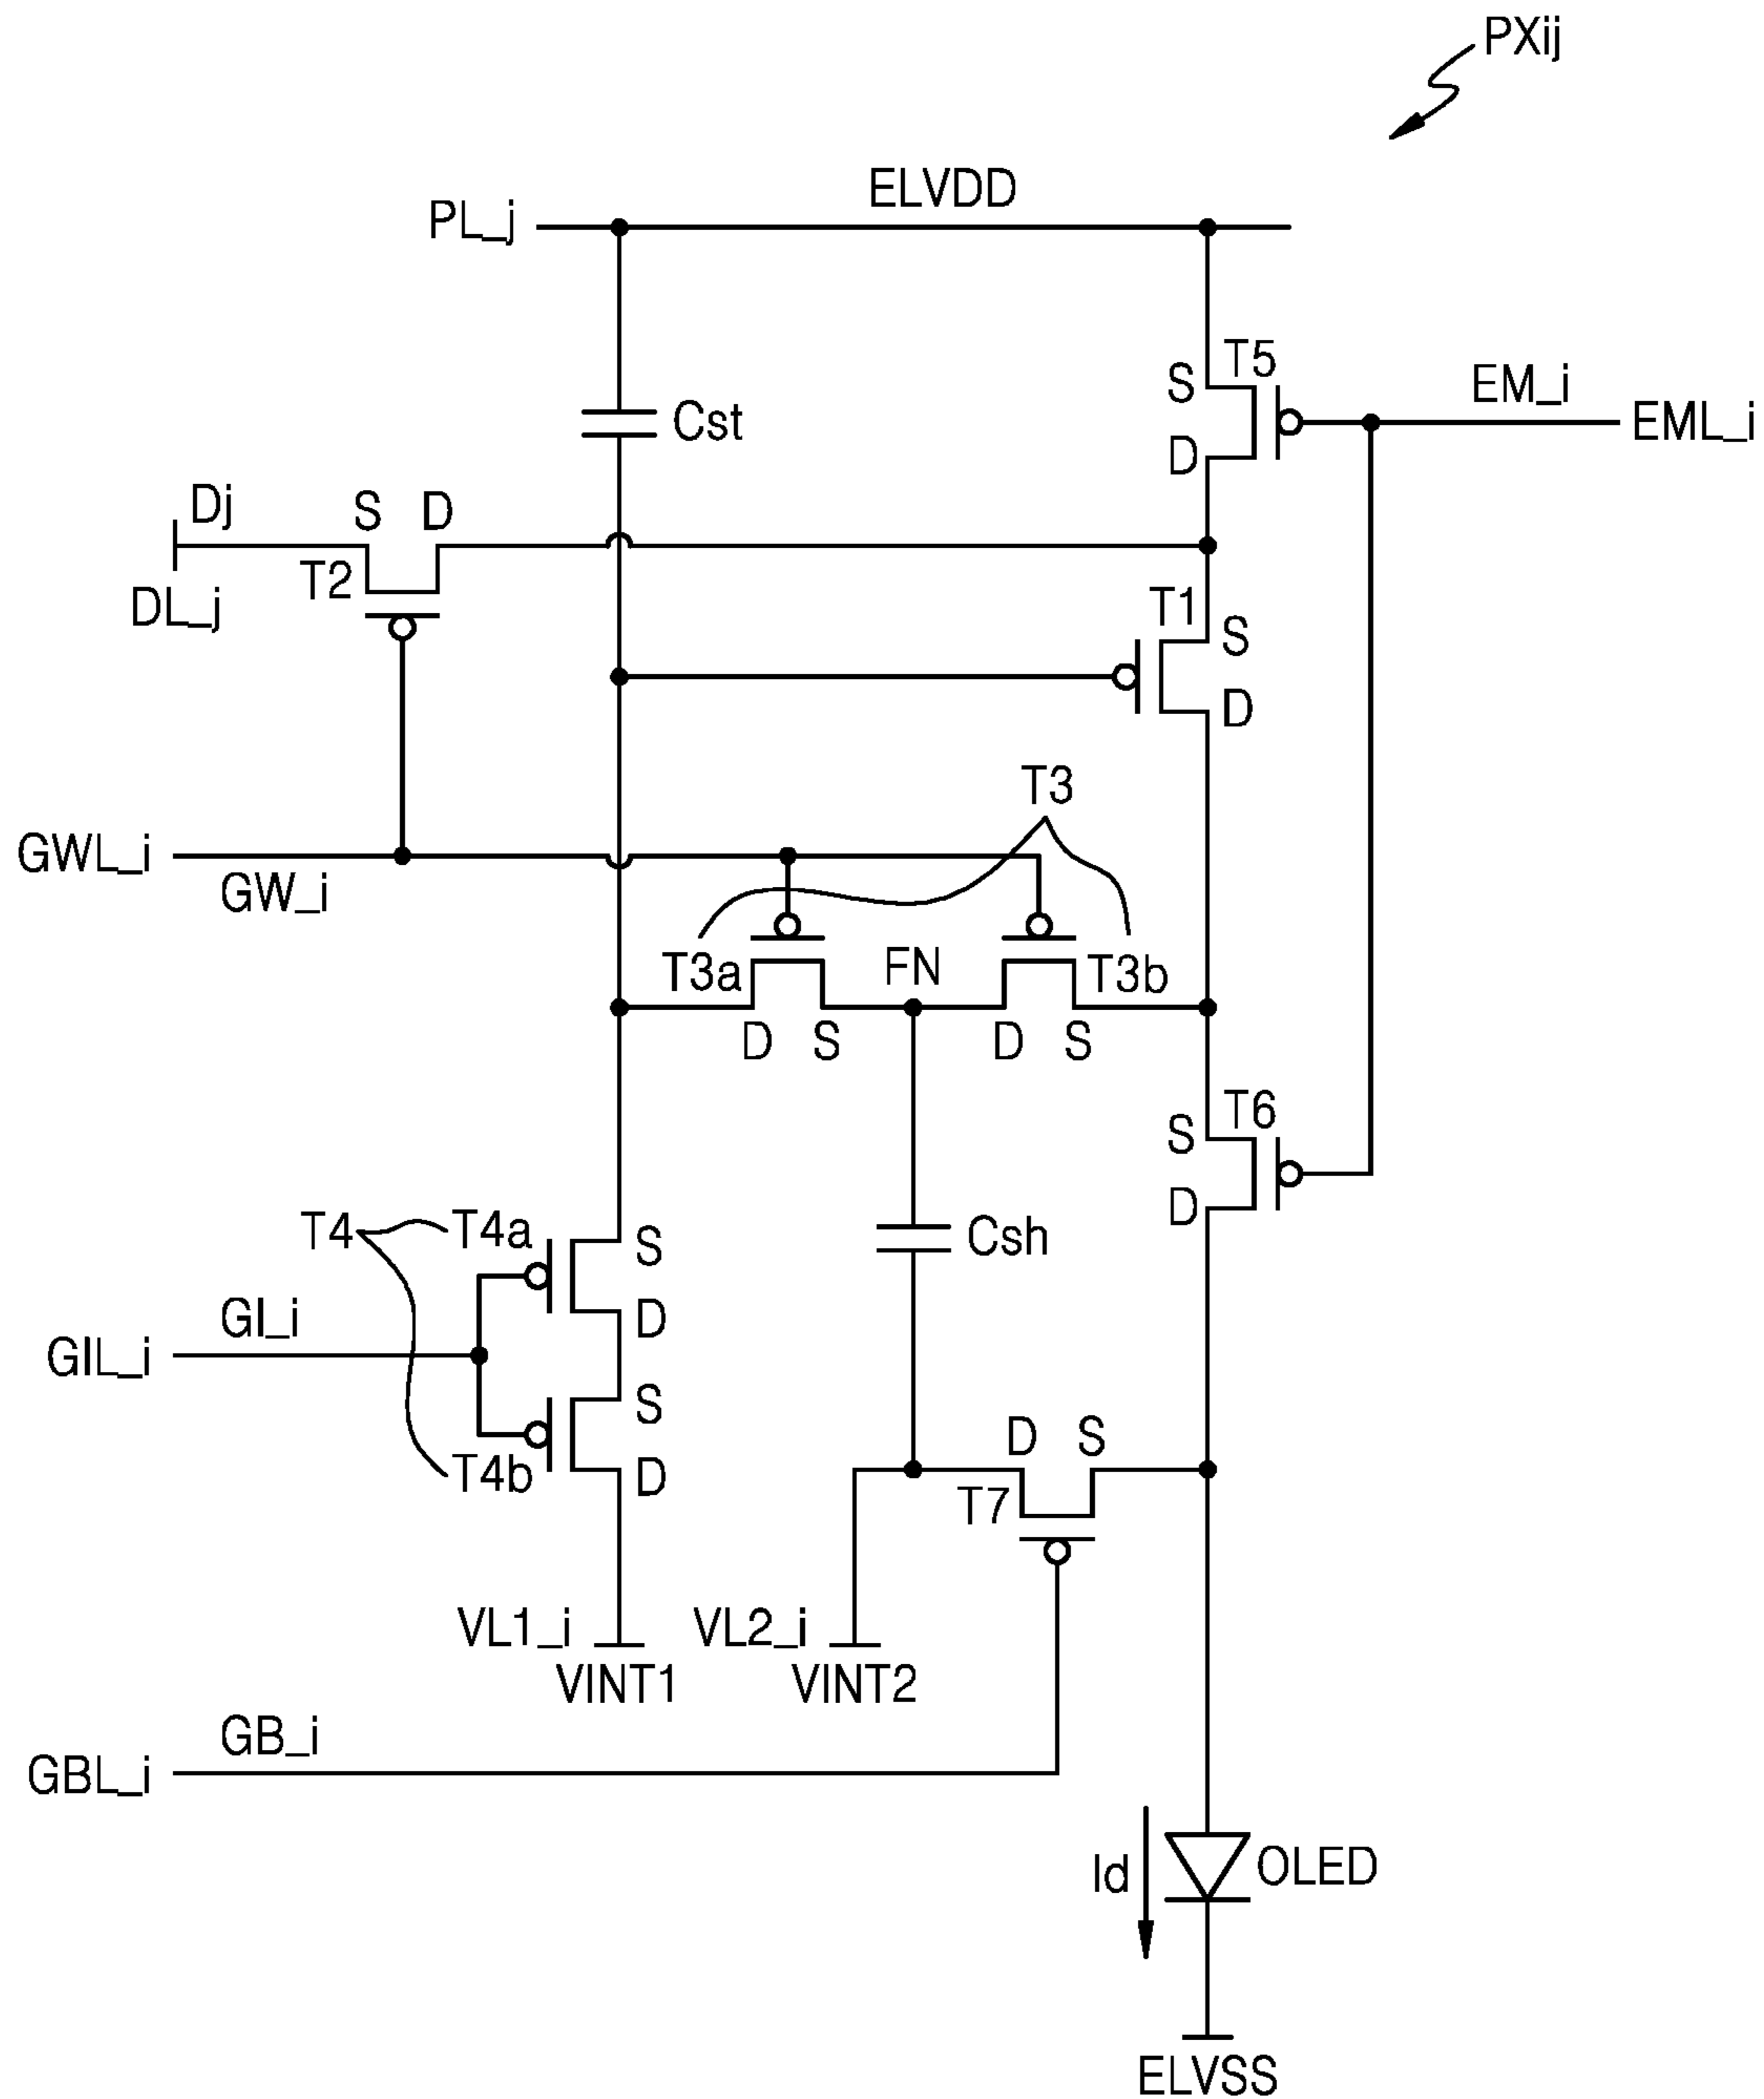 PXij
ELVDD
PL_j
T5
S
EM_i
EML_i
Cst
D
Dj
S D
T2
DL_j
T1
S
D
T3
GWL_i
GW_i
T3a
FN
T3b
D S D S
T6
S
D
T4
T4a
S
Csh
GI_i
D
GIL_i
S
D S
T4b
D
T7
VL1_i
VL2_i
VINT1
VINT2
GB_i
GBL_i
Id
OLED
ELVSS